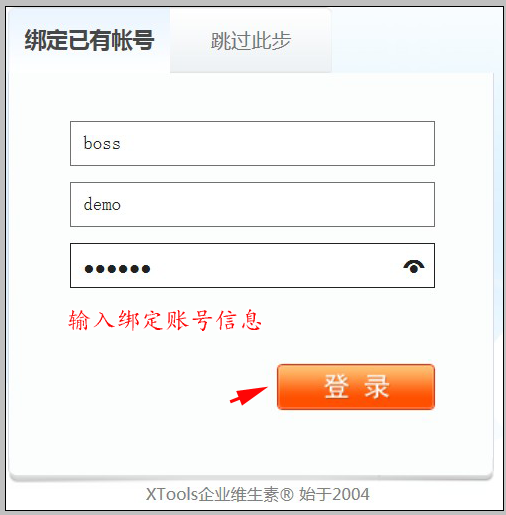 绑定已有帐号 跳过此步
boss
demo
●●●●●●
输入绑定账号信息
登 录
XTools企业维生素® 始于2004